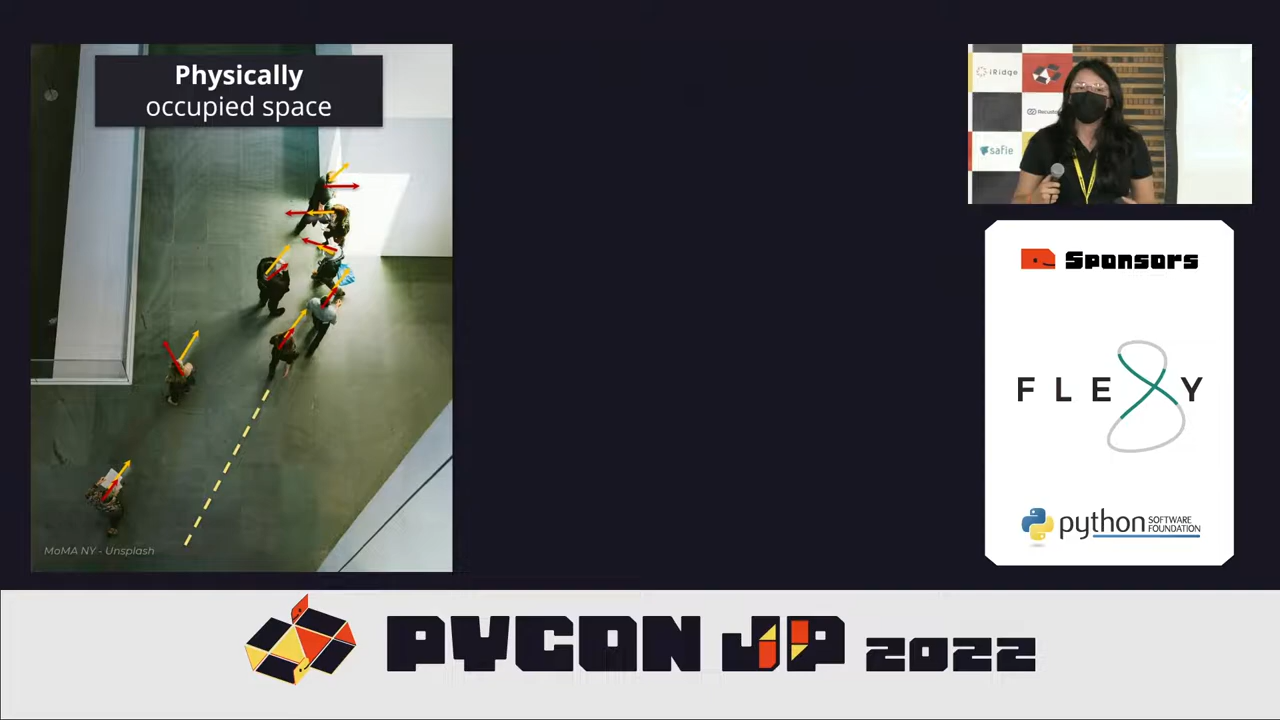 Physically
occupied space
MoMA NY - Unsplash
iRidge
safie
Sponsors
FLEXY
python
SOFTWARE
FOUNDATION
PYCON JP 2022